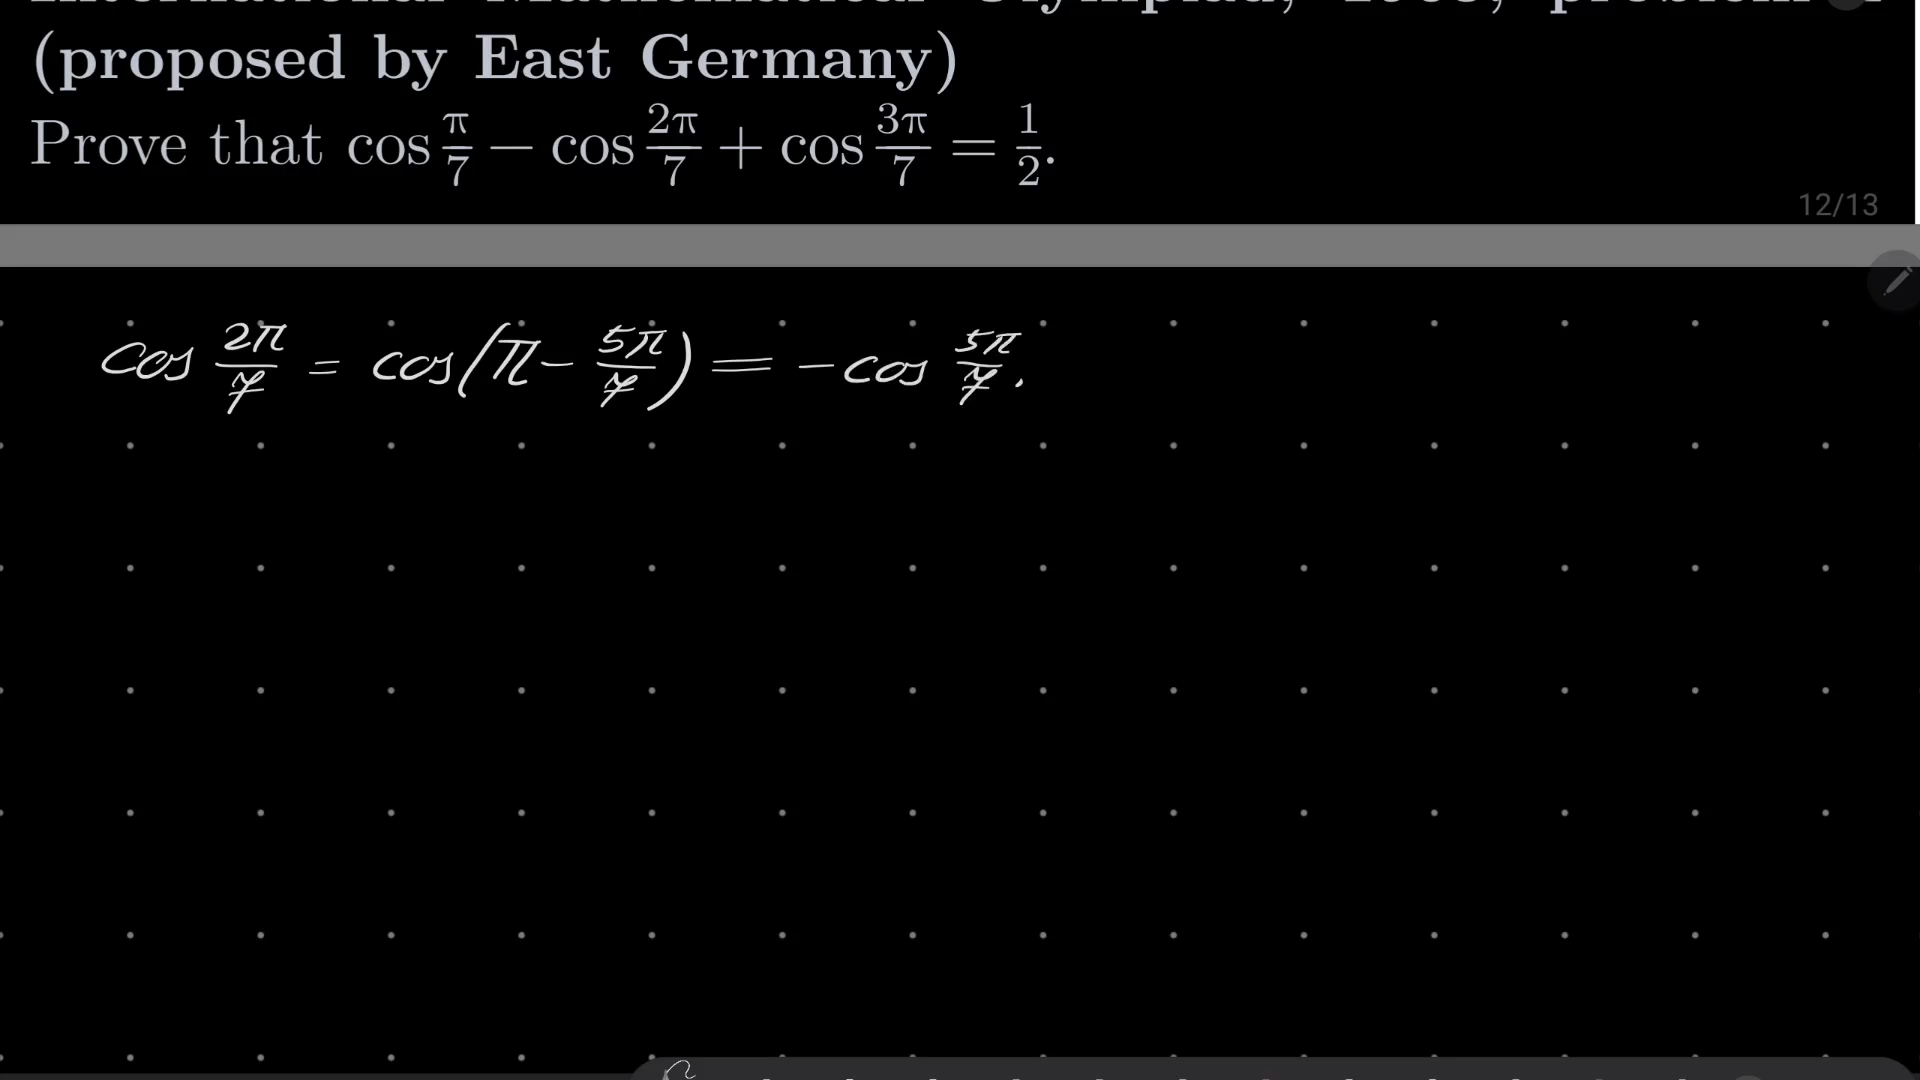 (proposed by East Germany)
Prove that cos π/7 − cos 2π/7 + cos 3π/7 = 1/2.
12/13
cos 2π/7 = cos(π − 5π/7) = −cos 5π/7.